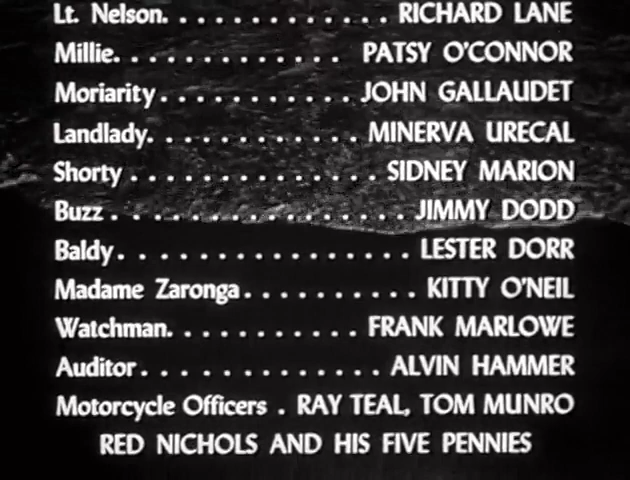 Lt. Nelson. . . . . . . . . . . . . RICHARD LANE
Millie. . . . . . . . . . . . . PATSY O'CONNOR
Moriarity . . . . . . . . . . . . JOHN GALLAUDET
Landlady. . . . . . . . . . . . MINERVA URECAL
Shorty . . . . . . . . . . . . . . SIDNEY MARION
Buzz . . . . . . . . . . . . . . . . JIMMY DODD
Baldy. . . . . . . . . . . . . . . . LESTER DORR
Madame Zaronga. . . . . . . . . . KITTY O'NEIL
Watchman. . . . . . . . . . . FRANK MARLOWE
Auditor . . . . . . . . . . . . . ALVIN HAMMER
Motorcycle Officers . RAY TEAL, TOM MUNRO
RED NICHOLS AND HIS FIVE PENNIES